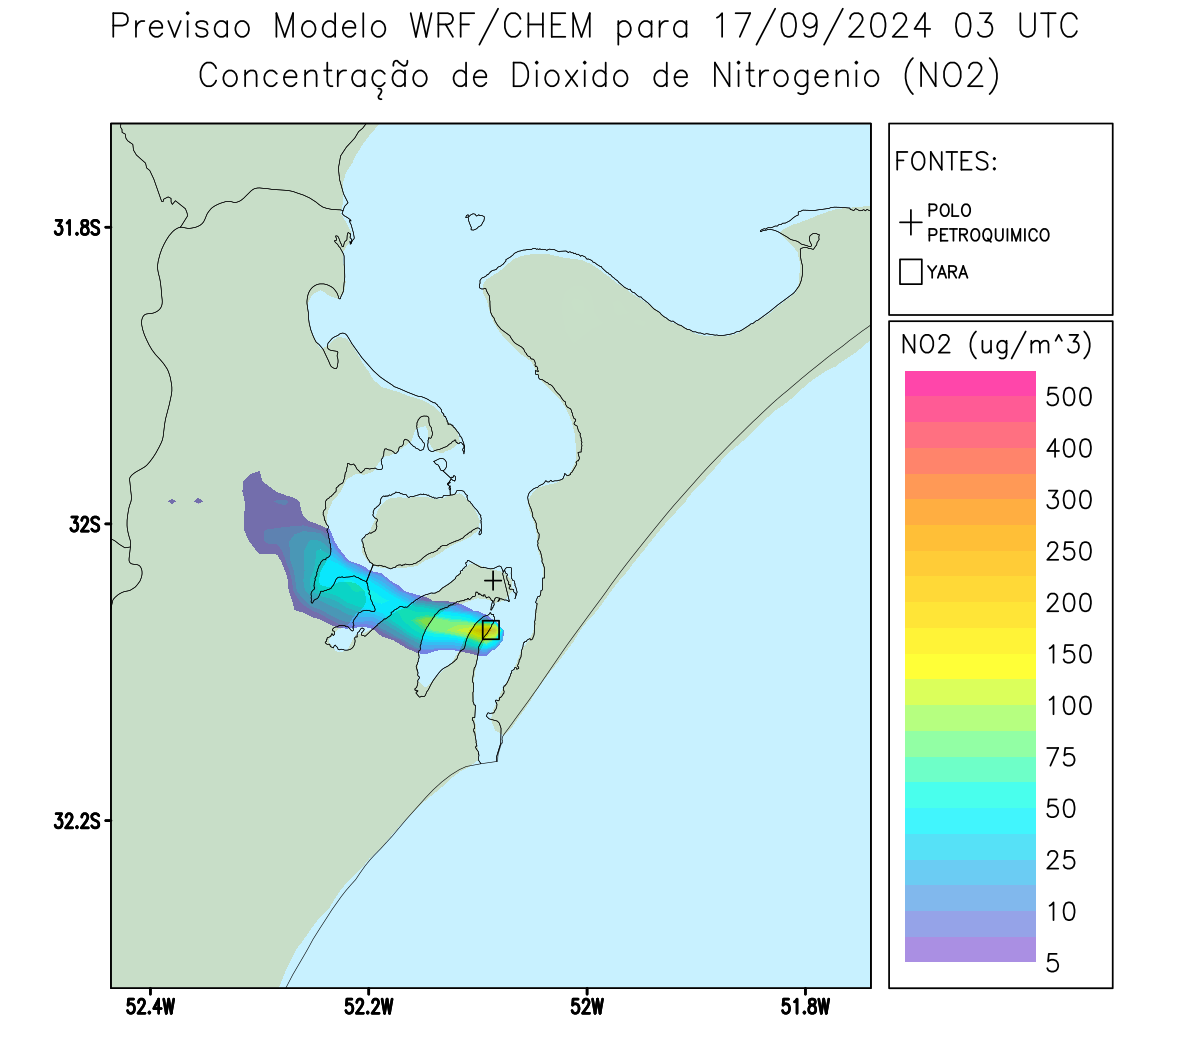 Previsao Modelo WRF/CHEM para 17/09/2024 03 UTC
Concentração de Dioxido de Nitrogenio (NO2)
FONTES:
POLO
PETROQUIMICO
YARA
NO2 (ug/m^3)
500
400
300
250
200
150
100
75
50
25
10
5
31.8S
32S
32.2S
52.4W
52.2W
52W
51.8W